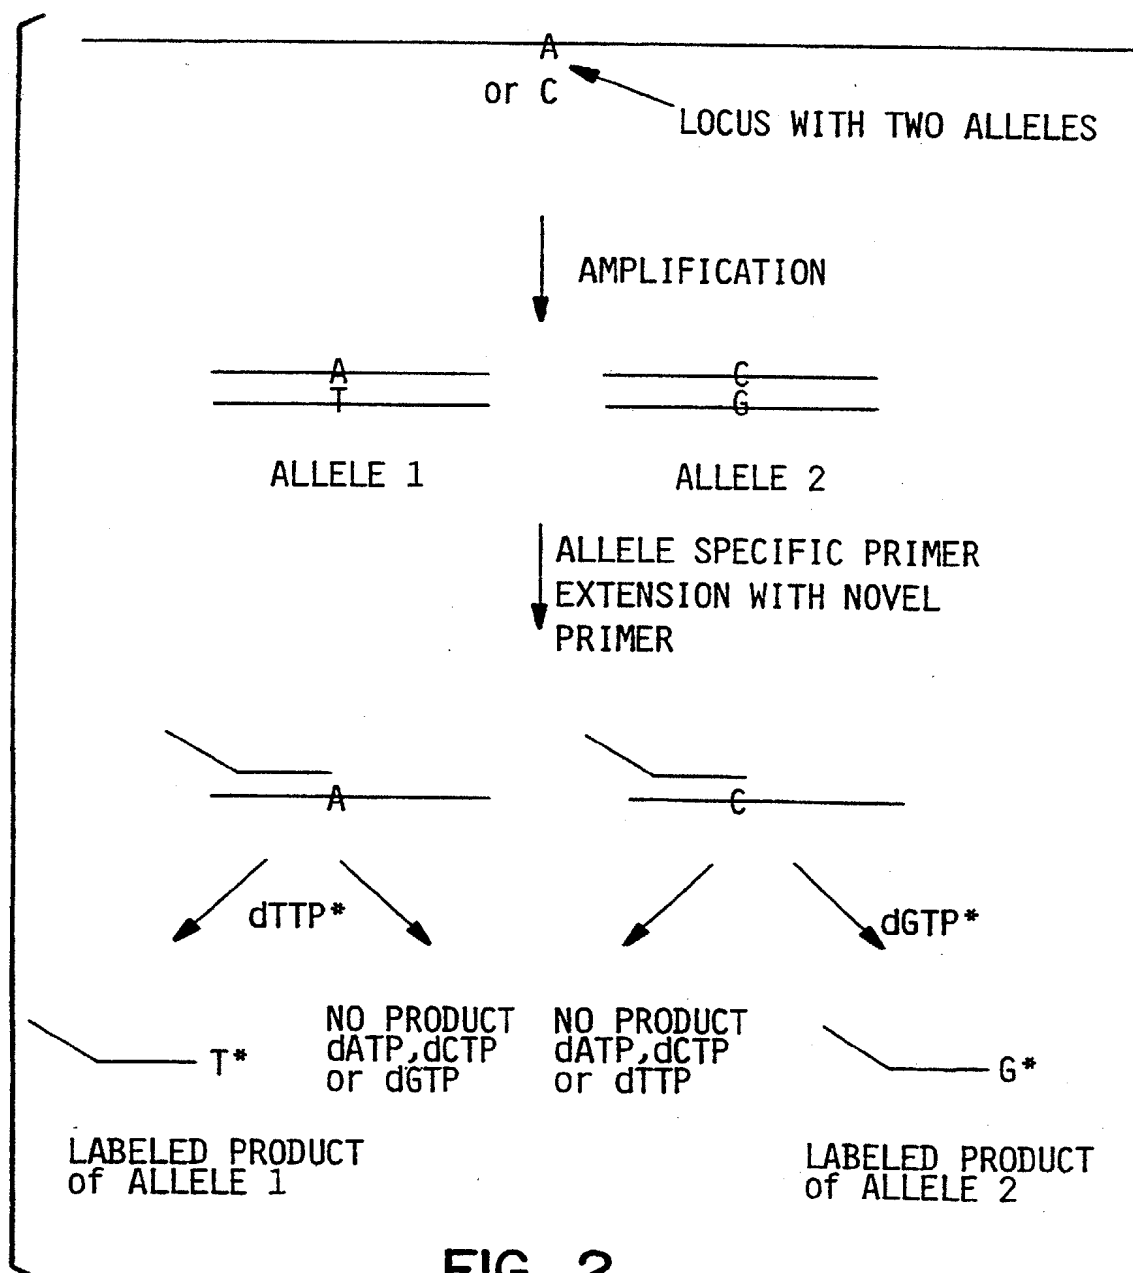 A
or C
LOCUS WITH TWO ALLELES
AMPLIFICATION
A
T
C
G
ALLELE 1
ALLELE 2
ALLELE SPECIFIC PRIMER
EXTENSION WITH NOVEL
PRIMER
A
C
dTTP*
dGTP*
T*
NO PRODUCT
dATP,dCTP
or dGTP
NO PRODUCT
dATP,dCTP
or dTTP
G*
LABELED PRODUCT
of ALLELE 1
LABELED PRODUCT
of ALLELE 2
FIG. 2